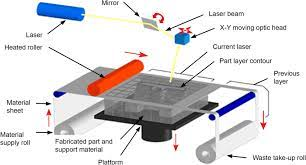 Mirror
Laser
Laser beam
X-Y moving optic head
Heated roller
Current layer
Part layer contour
Previous
layer
Material
sheet
Material
supply roll
Fabricated part and
support material
Platform
Waste take-up roll